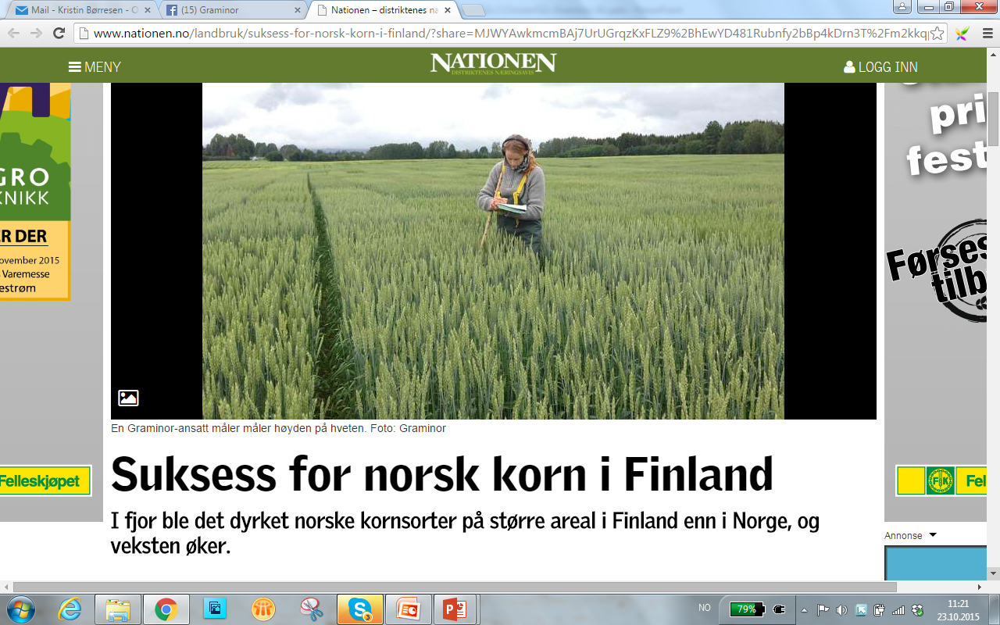 Mail - Kristin Børresen - O
(15) Graminor
Nationen – distriktenes na
www.nationen.no/landbruk/suksess-for-norsk-korn-i-finland/?share=MJWYAwkmcmBAj7UrUGrqzKxFLZ9%2BhEwYD481Rubnfy2bBp4kDrn3T%2Fm2kkq
MENY
NATIONEN
DISTRIKTENES NÆRINGSAVIS
LOGG INN
GRO
KNIKK
ER DER
ovember 2015
s Varemesse
estrøm
Felleskjøpet
pri
fest
Førses
tilb
FK
Fel
Annonse
En Graminor-ansatt måler måler høyden på hveten. Foto: Graminor
Suksess for norsk korn i Finland
I fjor ble det dyrket norske kornsorter på større areal i Finland enn i Norge, og
veksten øker.
3
NO
79%
11:21
23.10.2015